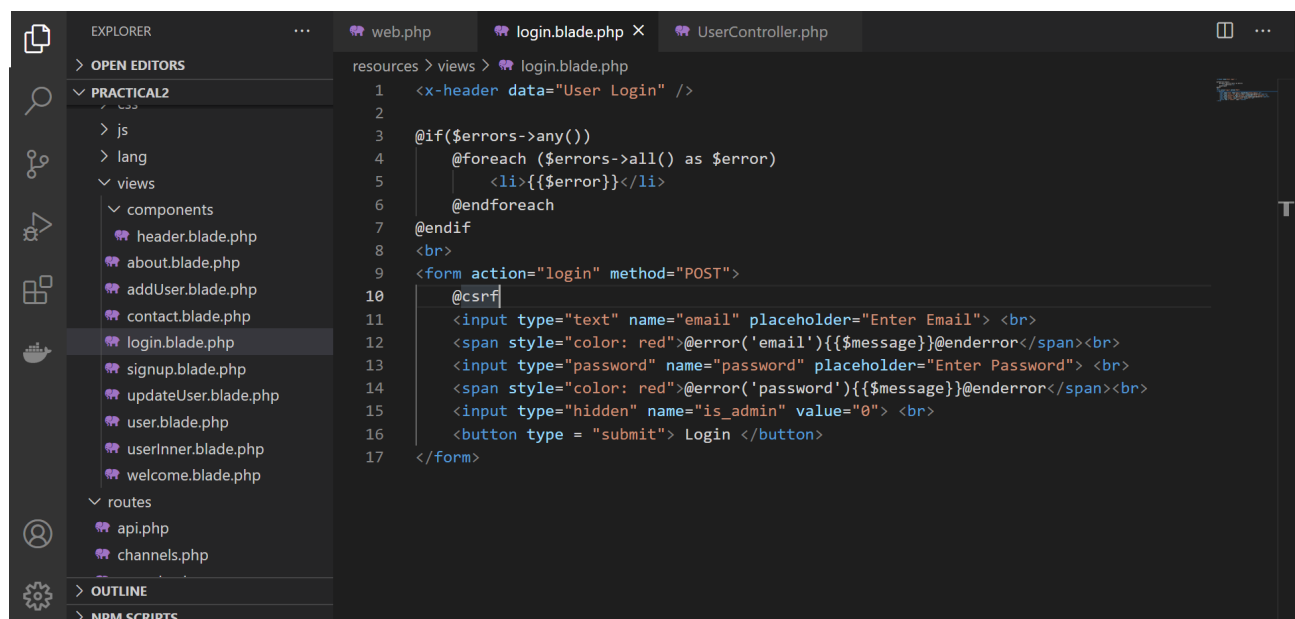 EXPLORER ···
> OPEN EDITORS
PRACTICAL2
css
> js
> lang
views
components
header.blade.php
about.blade.php
addUser.blade.php
contact.blade.php
login.blade.php
signup.blade.php
updateUser.blade.php
user.blade.php
userInner.blade.php
welcome.blade.php
routes
api.php
channels.php
> OUTLINE
> NPM SCRIPTS
web.php login.blade.php × UserController.php ···
resources > views > login.blade.php
1 <x-header data="User Login" />
2
3 @if($errors->any())
4 @foreach ($errors->all() as $error)
5 <li>{{$error}}</li>
6 @endforeach
7 @endif
8 <br>
9 <form action="login" method="POST">
10 @csrf
11 <input type="text" name="email" placeholder="Enter Email"> <br>
12 <span style="color: red">@error('email'){{$message}}@enderror</span><br>
13 <input type="password" name="password" placeholder="Enter Password"> <br>
14 <span style="color: red">@error('password'){{$message}}@enderror</span><br>
15 <input type="hidden" name="is_admin" value="0"> <br>
16 <button type = "submit"> Login </button>
17 </form>